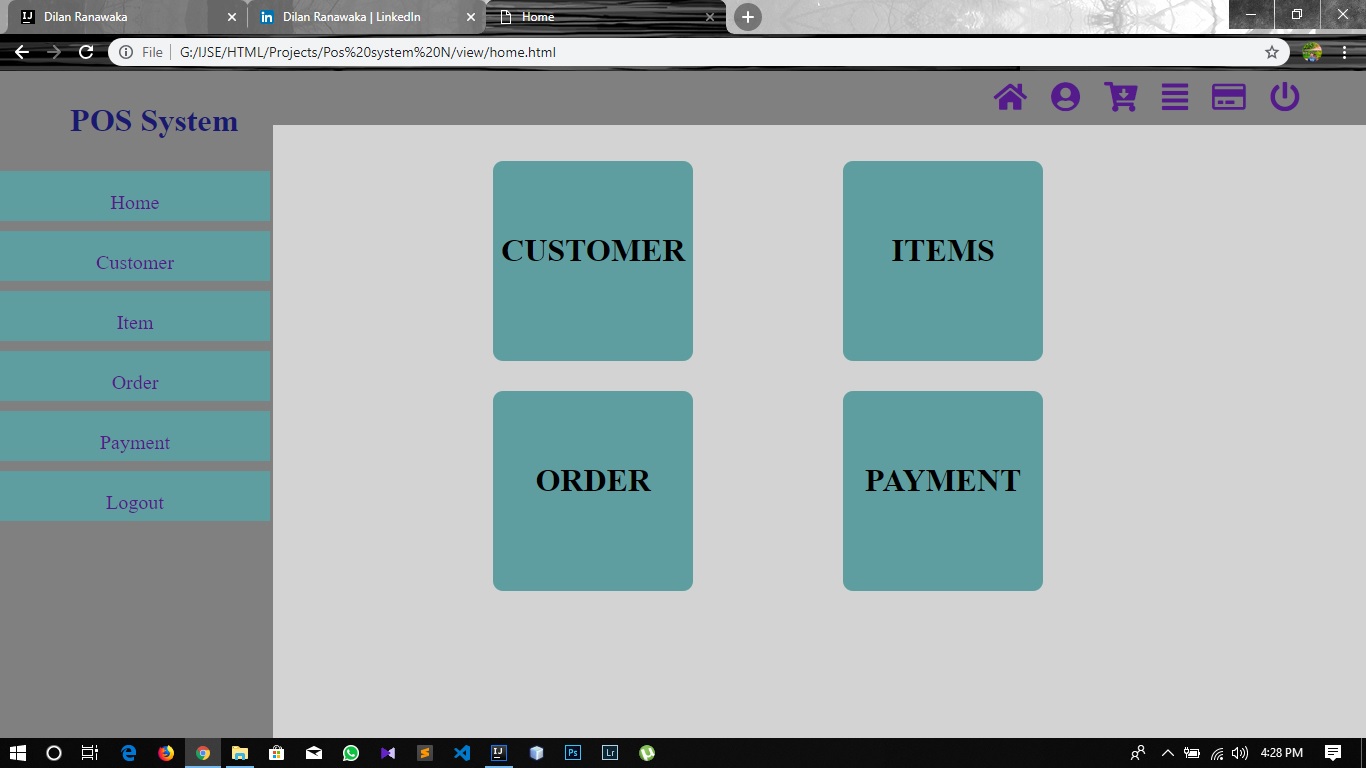 Dilan Ranawaka
Dilan Ranawaka | LinkedIn
Home
File
G:/IJSE/HTML/Projects/Pos%20system%20N/view/home.html
POS System
Home
Customer
Item
Order
Payment
Logout
CUSTOMER
ITEMS
ORDER
PAYMENT
4:28 PM